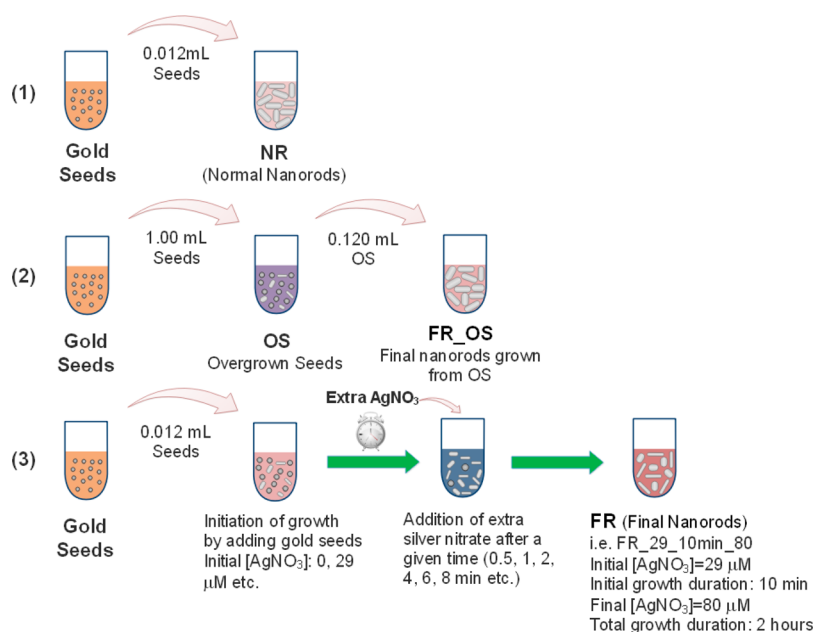 (1)
0.012mL
Seeds
Gold
Seeds
NR
(Normal Nanorods)
(2)
1.00 mL
Seeds
0.120 mL
OS
Gold
Seeds
OS
Overgrown Seeds
FR_OS
Final nanorods grown
from OS
(3)
0.012 mL
Seeds
Extra AgNO₃
Gold
Seeds
Initiation of growth
by adding gold seeds
Initial [AgNO₃]: 0, 29
μM etc.
Addition of extra
silver nitrate after a
given time (0.5, 1, 2,
4, 6, 8 min etc.)
FR (Final Nanorods)
i.e. FR_29_10min_80
Initial [AgNO₃]=29 μM
Initial growth duration: 10 min
Final [AgNO₃]=80 μM
Total growth duration: 2 hours